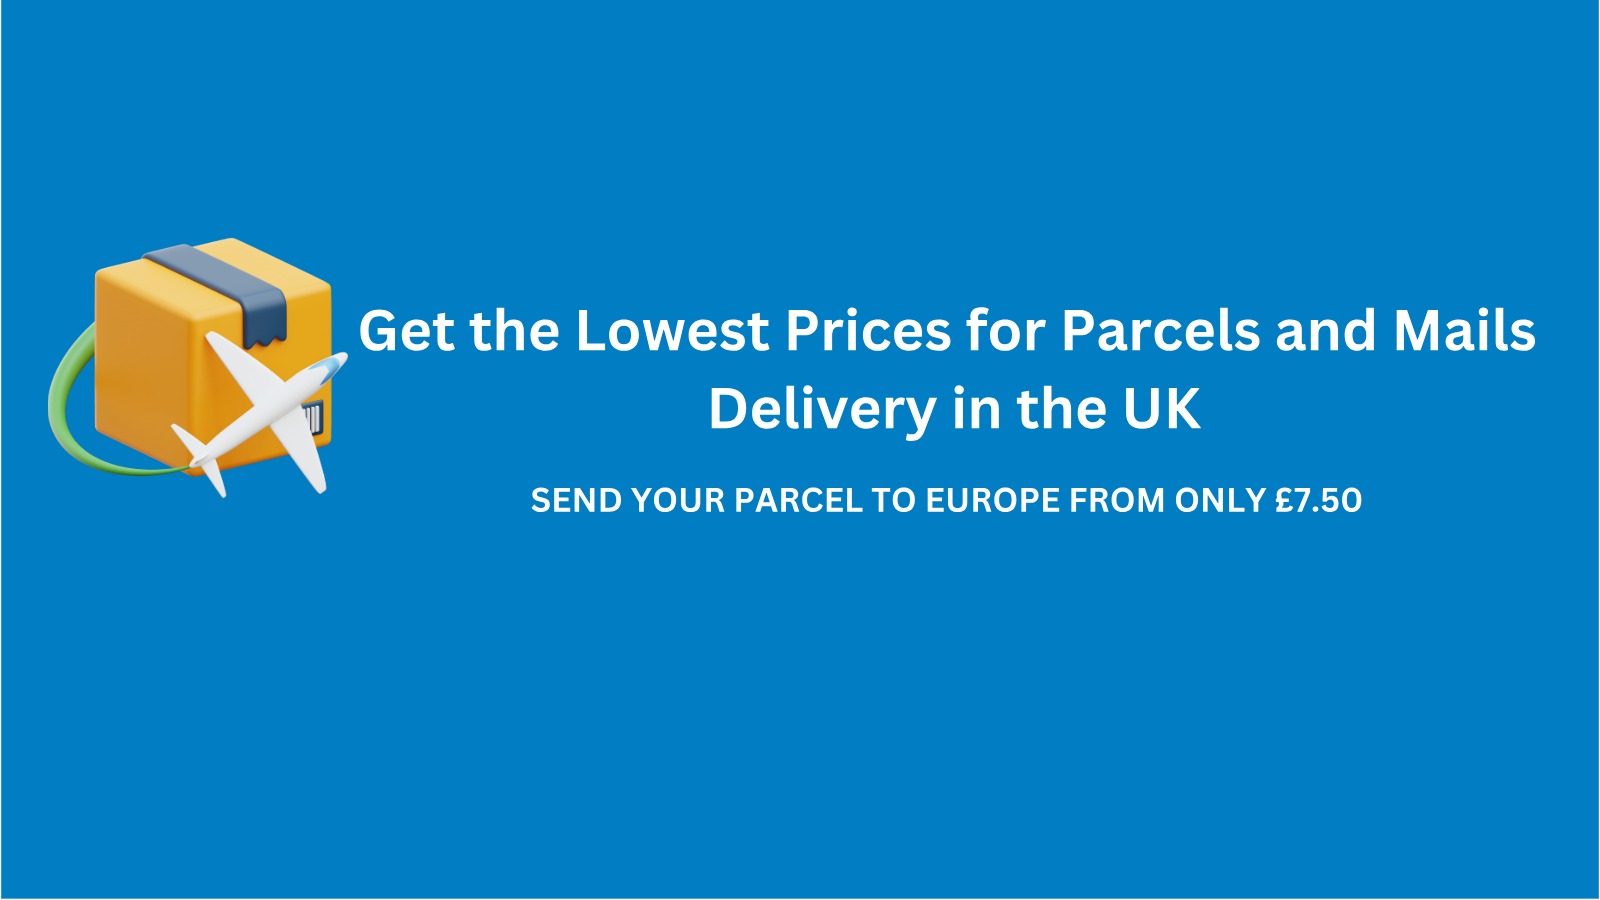 Get the Lowest Prices for Parcels and Mails
Delivery in the UK
SEND YOUR PARCEL TO EUROPE FROM ONLY £7.50